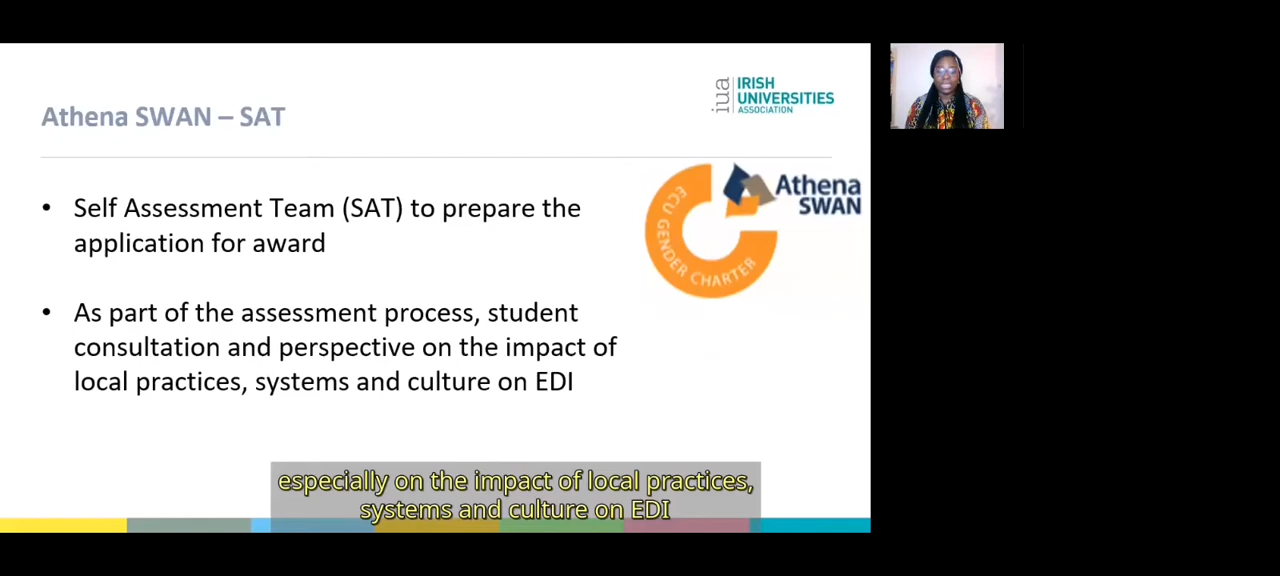 Athena SWAN – SAT
iua
IRISH
UNIVERSITIES
ASSOCIATION
Athena
SWAN
ECU GENDER CHARTER
• Self Assessment Team (SAT) to prepare the
application for award
• As part of the assessment process, student
consultation and perspective on the impact of
local practices, systems and culture on EDI
especially on the impact of local practices,
systems and culture on EDI